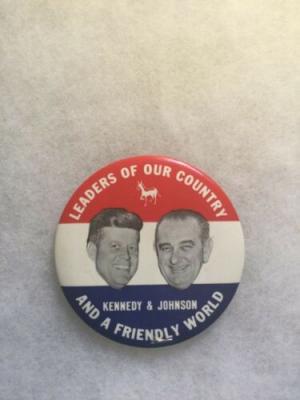 LEADERS OF OUR COUNTRY
KENNEDY & JOHNSON
AND A FRIENDLY WORLD